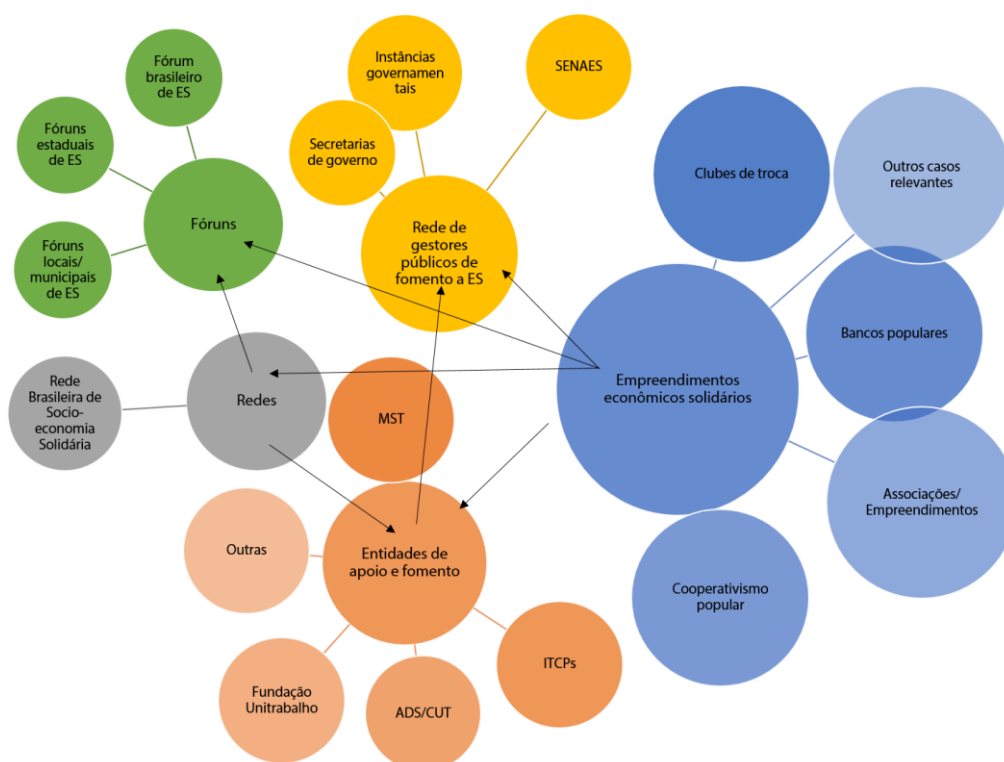 Fórum
brasileiro
de ES
Fóruns
estaduais
de ES
Fóruns
locais/
municipais
de ES
Fóruns
Instâncias
governamen
tais
Secretarias
de governo
SENAES
Rede de
gestores
públicos de
fomento a ES
Clubes de troca
Outros casos
relevantes
Bancos populares
Empreendimentos
econômicos solidários
Associações/
Empreendimentos
Cooperativismo
popular
Rede
Brasileira de
Socio-
economia
Solidária
Redes
MST
Entidades de
apoio e fomento
Outras
Fundação
Unitrabalho
ADS/CUT
ITCPs